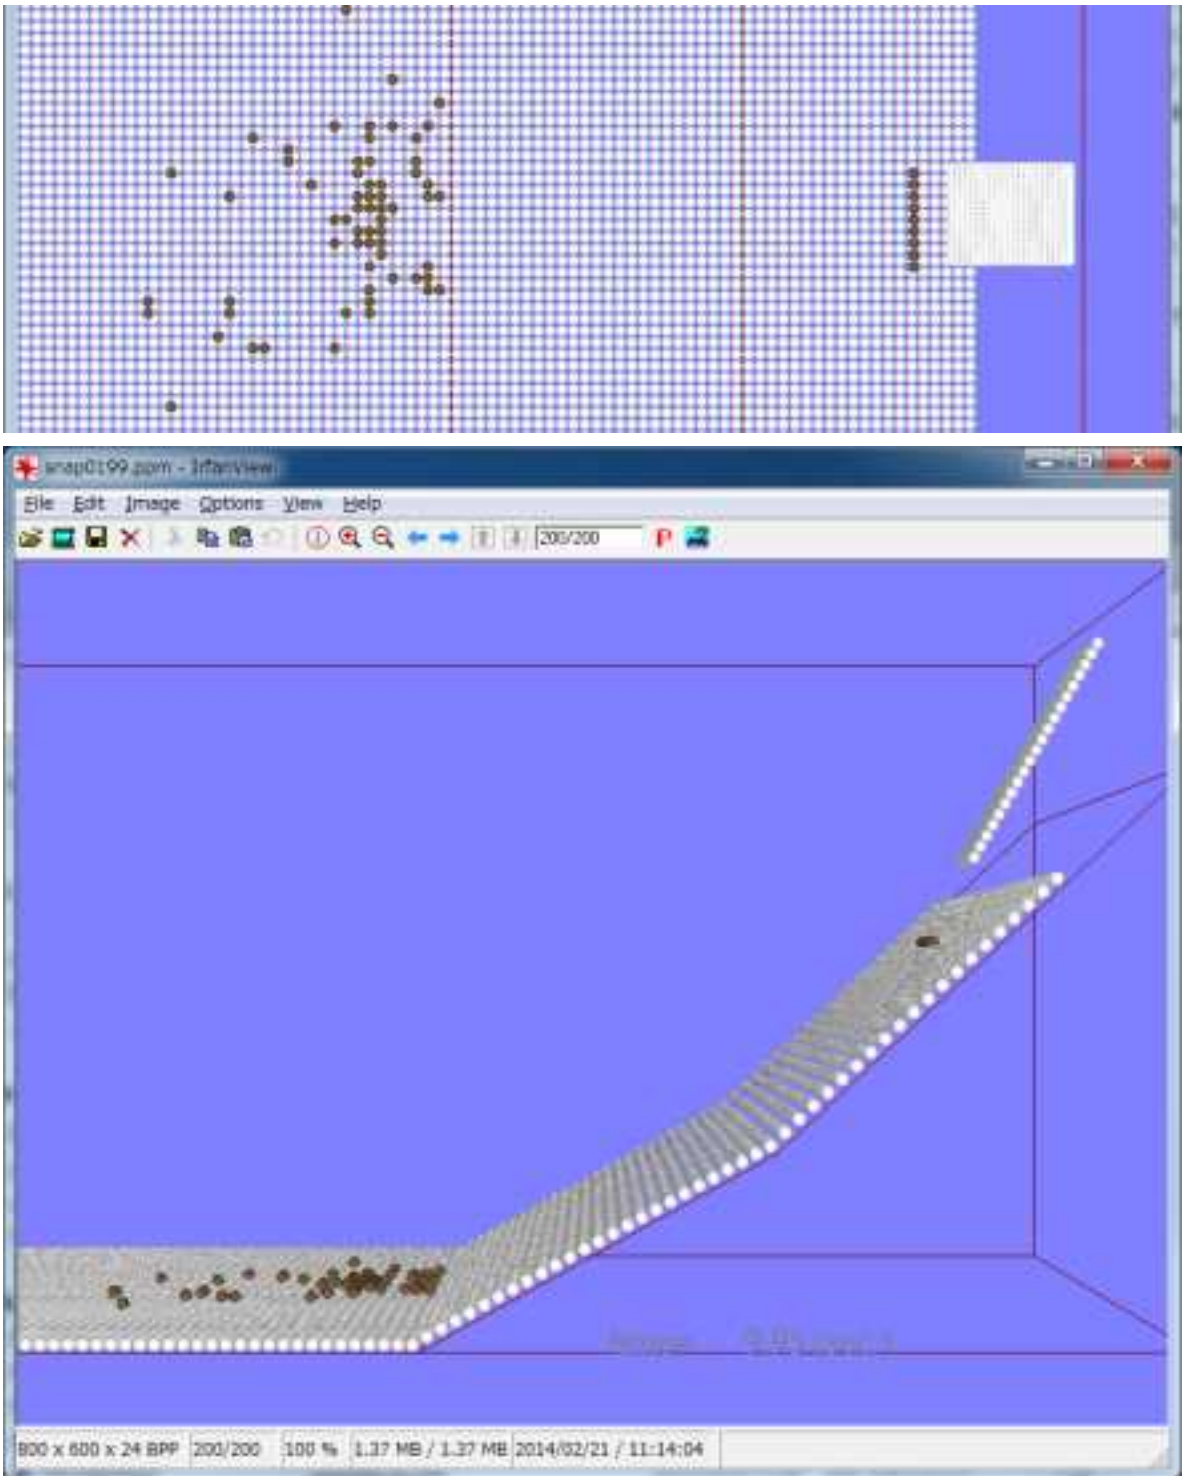 snap0199.ppm - IrfanView
File Edit Image Options View Help
200/200
800 x 600 x 24 BPP 200/200 100 % 1.37 MB / 1.37 MB 2014/02/21 / 11:14:04